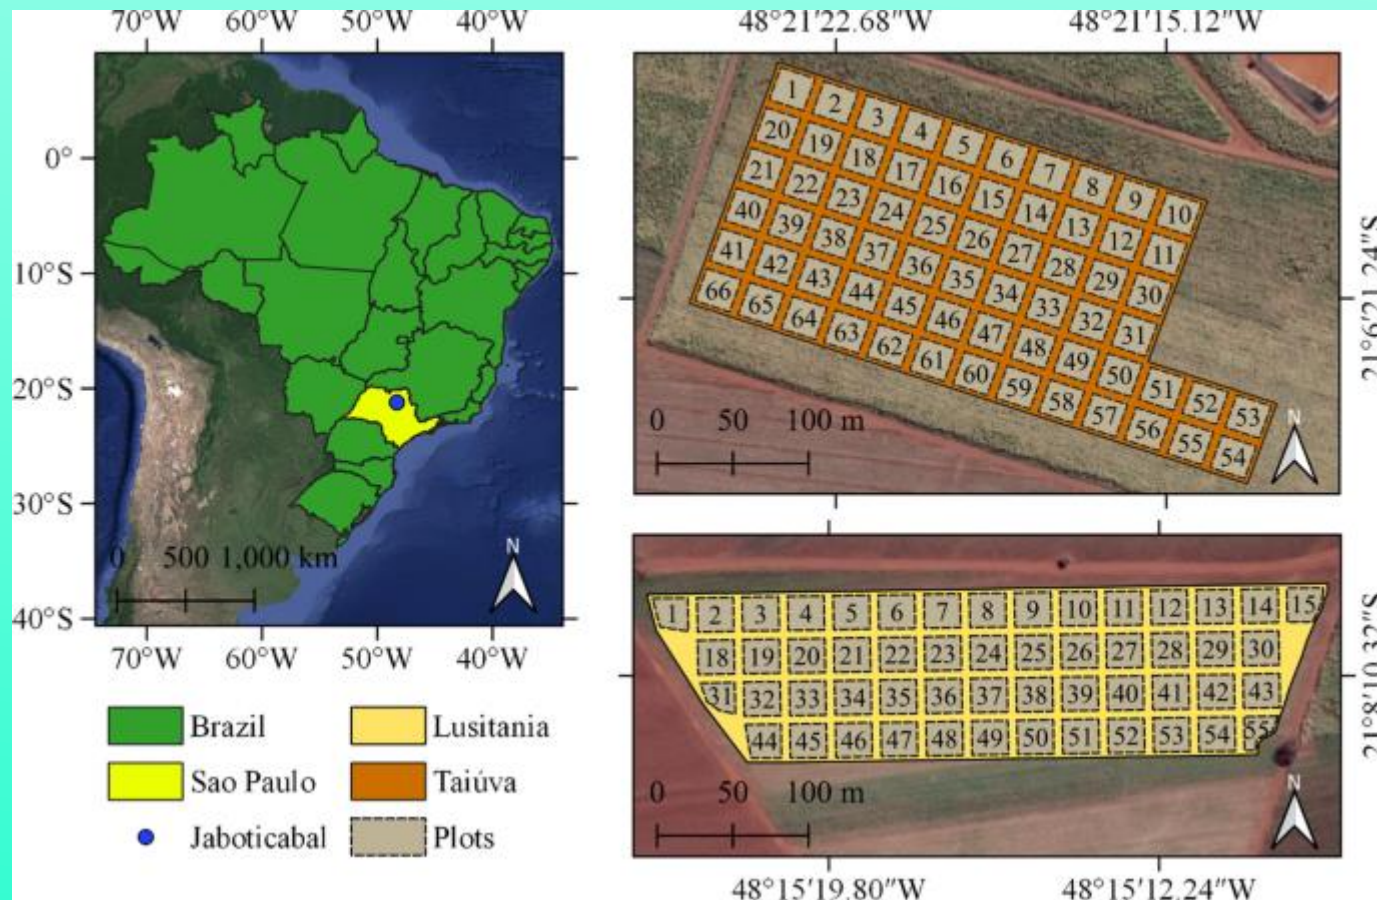 70°W 60°W 50°W 40°W
0°
10°S
20°S
30°S
40°S
N
0 500 1,000 km
70°W 60°W 50°W 40°W
Brazil
Sao Paulo
Jaboticabal
Lusitania
Taiúva
Plots
48°21'22.68"W 48°21'15.12"W
1 2 3 4 5 6 7 8 9 10
20 19 18 17 16 15 14 13 12 11
21 22 23 24 25 26 27 28 29 30
40 39 38 37 36 35 34 33 32 31
41 42 43 44 45 46 47 48 49 50 51 52 53
66 65 64 63 62 61 60 59 58 57 56 55 54
0 50 100 m
N
1 2 3 4 5 6 7 8 9 10 11 12 13 14 15
18 19 20 21 22 23 24 25 26 27 28 29 30
31 32 33 34 35 36 37 38 39 40 41 42 43
44 45 46 47 48 49 50 51 52 53 54 55
0 50 100 m
N
48°15'19.80"W 48°15'12.24"W